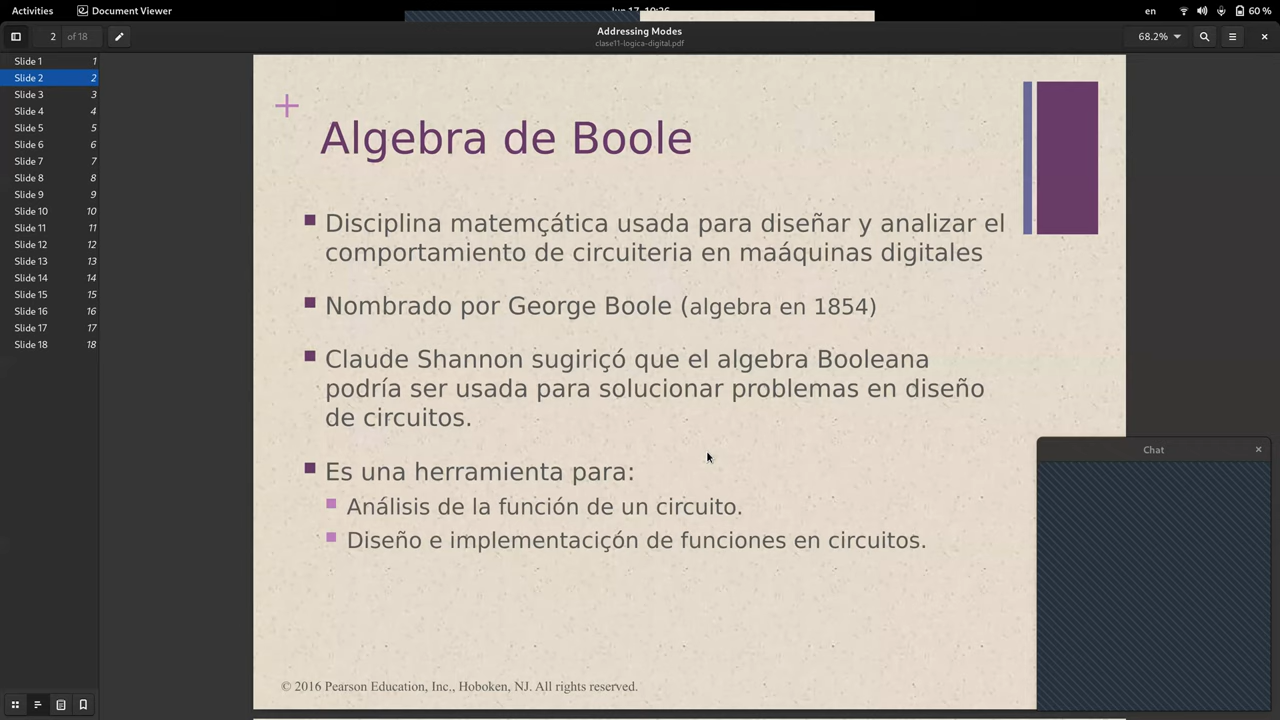 Activities
Document Viewer
en
60 %
2
of 18
Addressing Modes
clase11-logica-digital.pdf
68.2%
Slide 1 1
Slide 2 2
Slide 3 3
Slide 4 4
Slide 5 5
Slide 6 6
Slide 7 7
Slide 8 8
Slide 9 9
Slide 10 10
Slide 11 11
Slide 12 12
Slide 13 13
Slide 14 14
Slide 15 15
Slide 16 16
Slide 17 17
Slide 18 18
+
Algebra de Boole
Disciplina matemçática usada para diseñar y analizar el
comportamiento de circuiteria en maáquinas digitales
Nombrado por George Boole (algebra en 1854)
Claude Shannon sugiriçó que el algebra Booleana
podría ser usada para solucionar problemas en diseño
de circuitos.
Es una herramienta para:
Análisis de la función de un circuito.
Diseño e implementaciçón de funciones en circuitos.
© 2016 Pearson Education, Inc., Hoboken, NJ. All rights reserved.
Chat